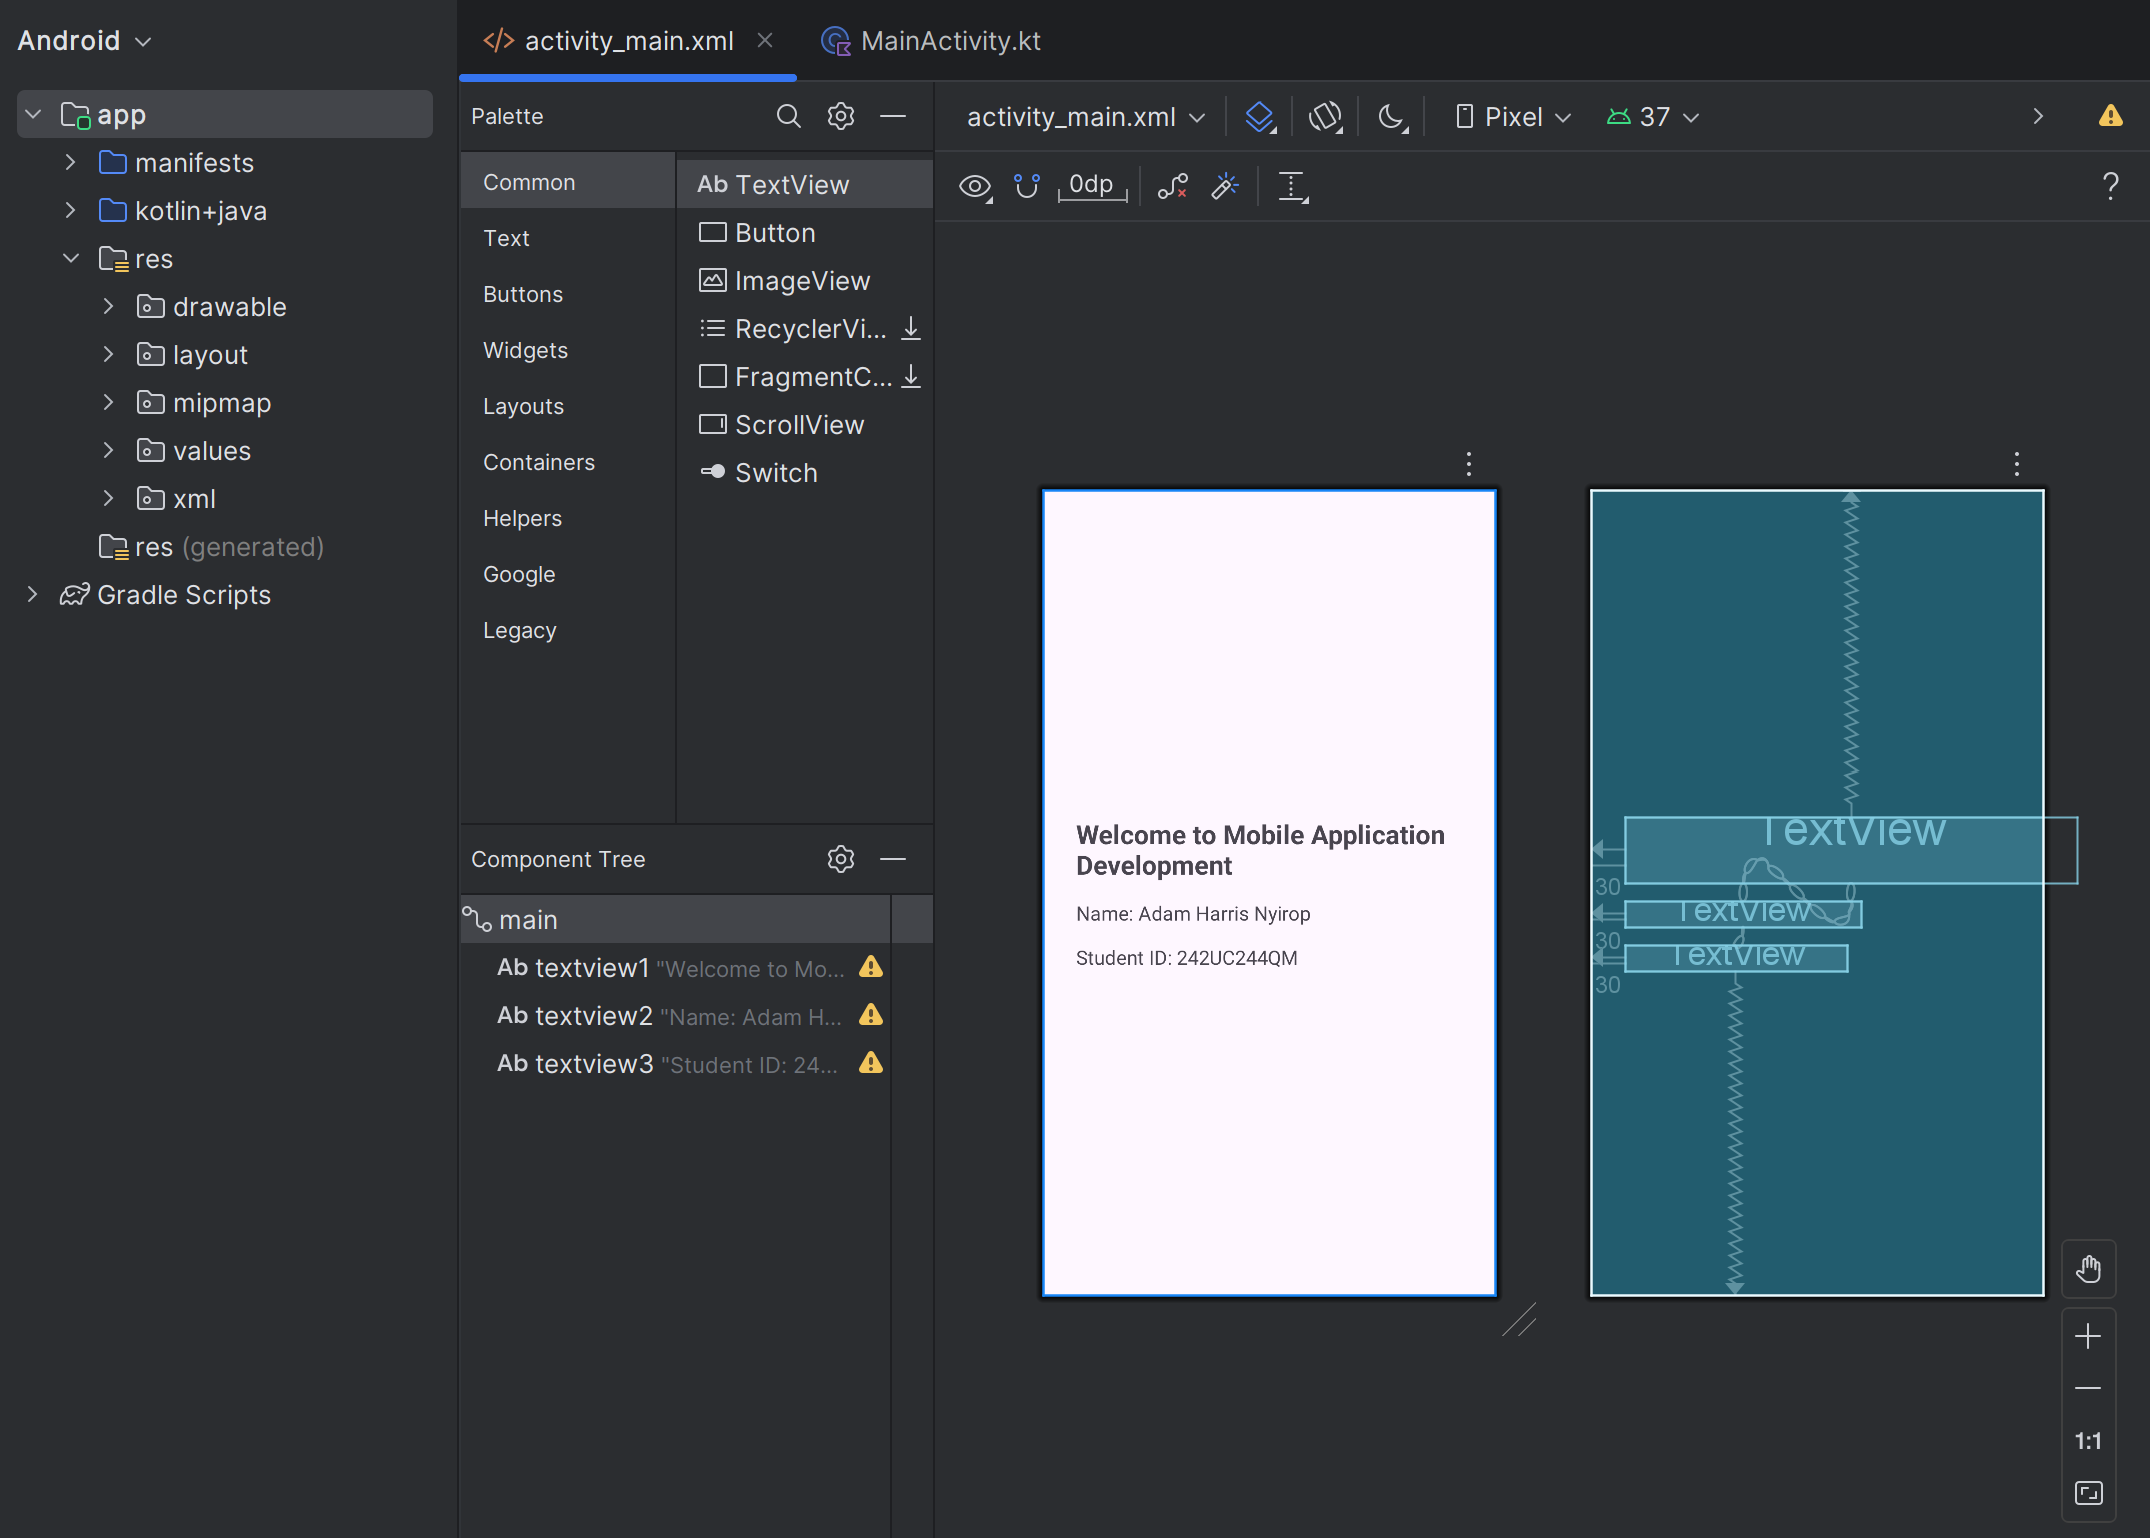 Android
activity_main.xml
MainActivity.kt
app
manifests
kotlin+java
res
drawable
layout
mipmap
values
xml
res (generated)
Gradle Scripts
Palette
Common
Text
Buttons
Widgets
Layouts
Containers
Helpers
Google
Legacy
Ab TextView
Button
ImageView
RecyclerVi...
FragmentC...
ScrollView
Switch
Component Tree
main
Ab textview1 "Welcome to Mo...
Ab textview2 "Name: Adam H...
Ab textview3 "Student ID: 24...
activity_main.xml
Pixel
37
0dp
?
Welcome to Mobile Application
Development
Name: Adam Harris Nyirop
Student ID: 242UC244QM
TextView
30
TextView
30
TextView
30
1:1